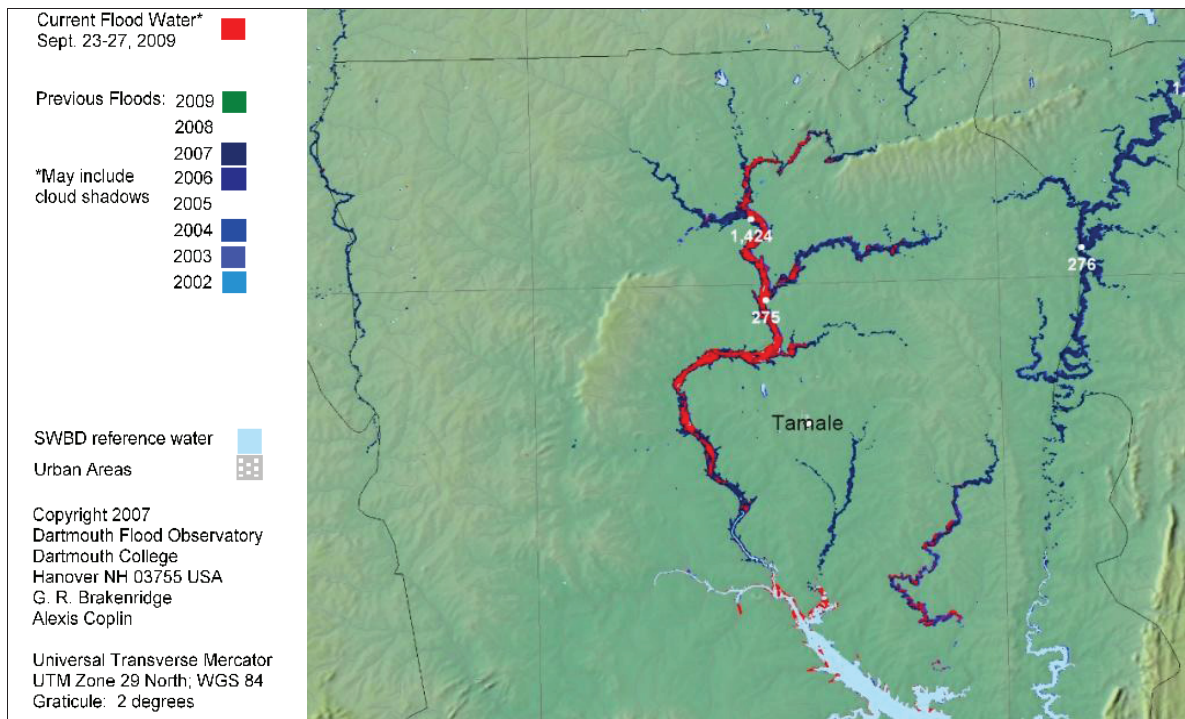 Current Flood Water*
Sept. 23-27, 2009
Previous Floods: 2009
2008
2007
*May include 2006
cloud shadows
2005
2004
2003
2002
SWBD reference water
Urban Areas
Copyright 2007
Dartmouth Flood Observatory
Dartmouth College
Hanover NH 03755 USA
G. R. Brakenridge
Alexis Coplin
Universal Transverse Mercator
UTM Zone 29 North; WGS 84
Graticule: 2 degrees
1,424
276
275
Tamale